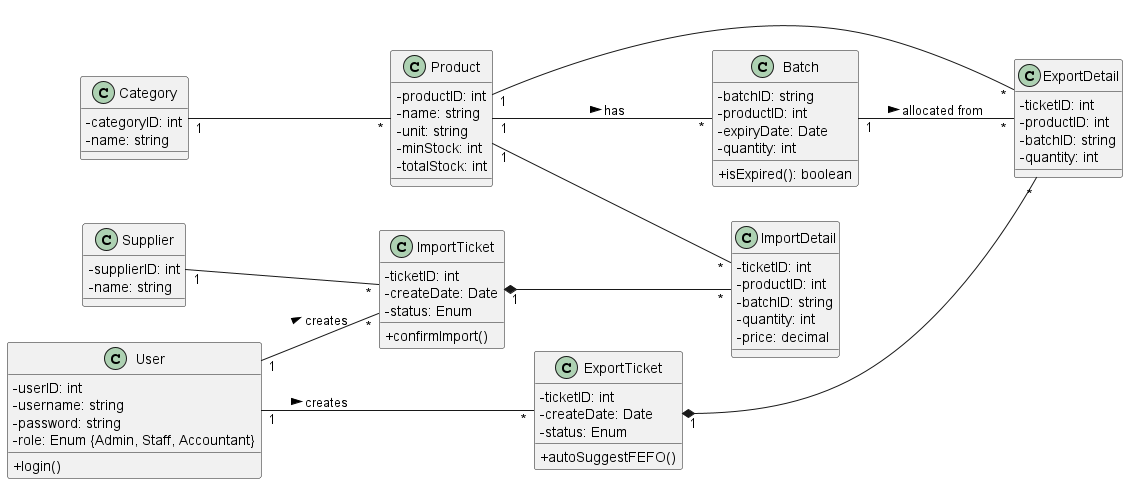 C Category
-categoryID: int
-name: string
1
*
C Product
-productID: int
-name: string
-unit: string
-minStock: int
-totalStock: int
1
1
1
has
*
C Batch
-batchID: string
-productID: int
-expiryDate: Date
-quantity: int
+isExpired(): boolean
1
allocated from
*
*
C ExportDetail
-ticketID: int
-productID: int
-batchID: string
-quantity: int
*
C Supplier
-supplierID: int
-name: string
1
*
C ImportTicket
-ticketID: int
-createDate: Date
-status: Enum
+confirmImport()
1
*
*
C ImportDetail
-ticketID: int
-productID: int
-batchID: string
-quantity: int
-price: decimal
creates
*
1
C User
-userID: int
-username: string
-password: string
-role: Enum {Admin, Staff, Accountant}
+login()
1
creates
*
C ExportTicket
-ticketID: int
-createDate: Date
-status: Enum
+autoSuggestFEFO()
1